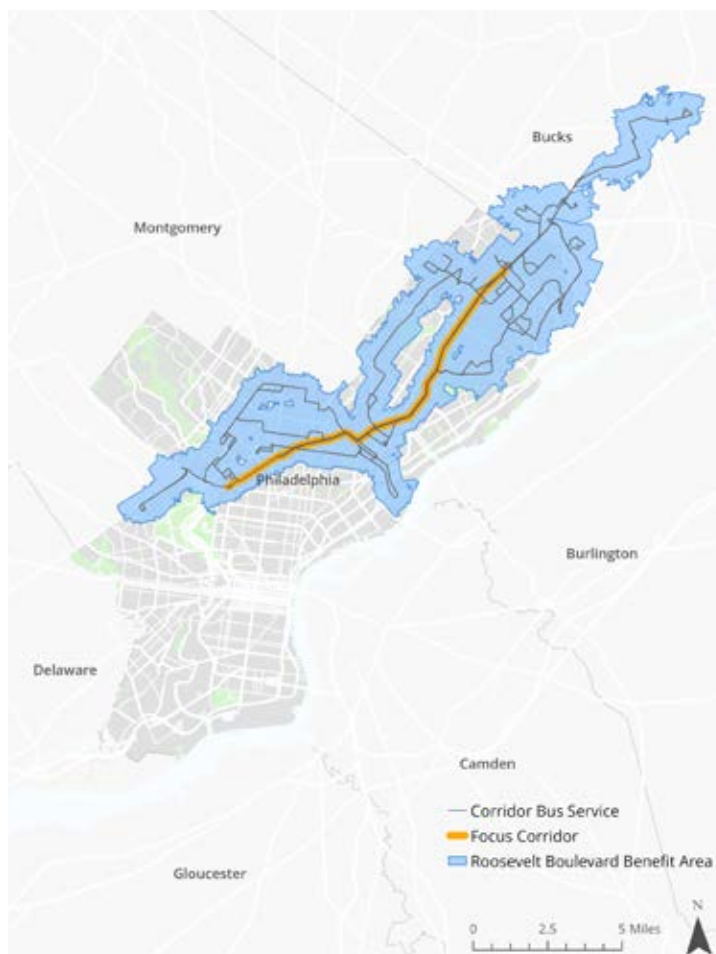 Bucks
Montgomery
Philadelphia
Burlington
Delaware
Camden
Corridor Bus Service
Focus Corridor
Roosevelt Boulevard Benefit Area
Gloucester
N
0 2.5 5 Miles